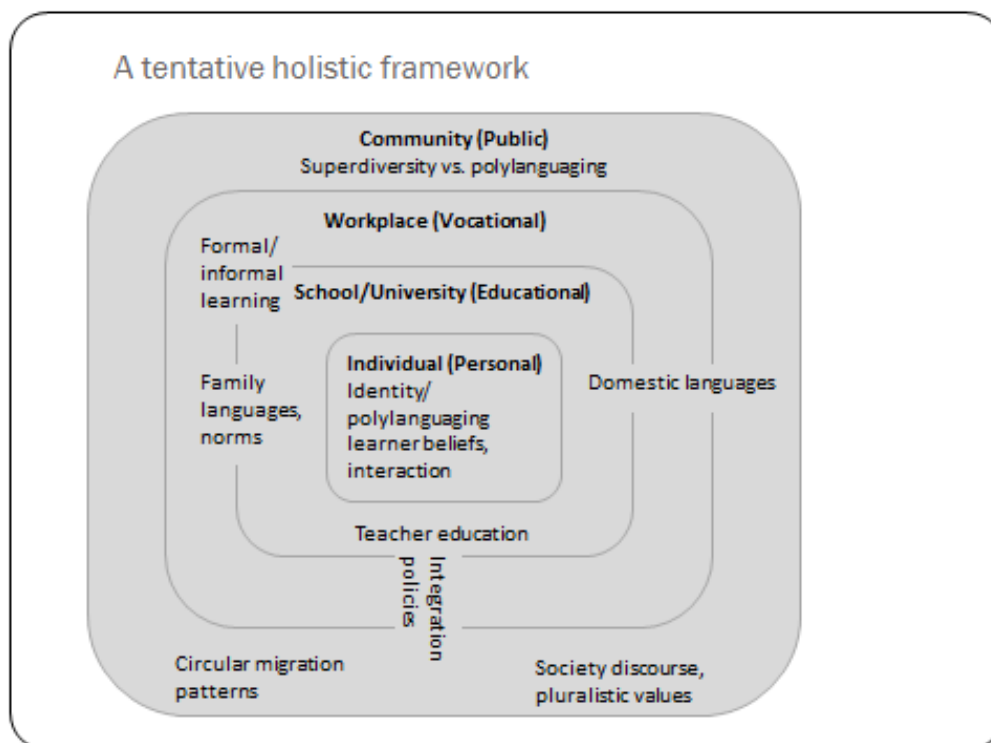 A tentative holistic framework
Community (Public)
Superdiversity vs. polylanguaging
Workplace (Vocational)
Formal/
informal
learning
School/University (Educational)
Individual (Personal)
Identity/
polylanguaging
learner beliefs,
interaction
Family
languages,
norms
Domestic languages
Teacher education
Integration
policies
Circular migration
patterns
Society discourse,
pluralistic values